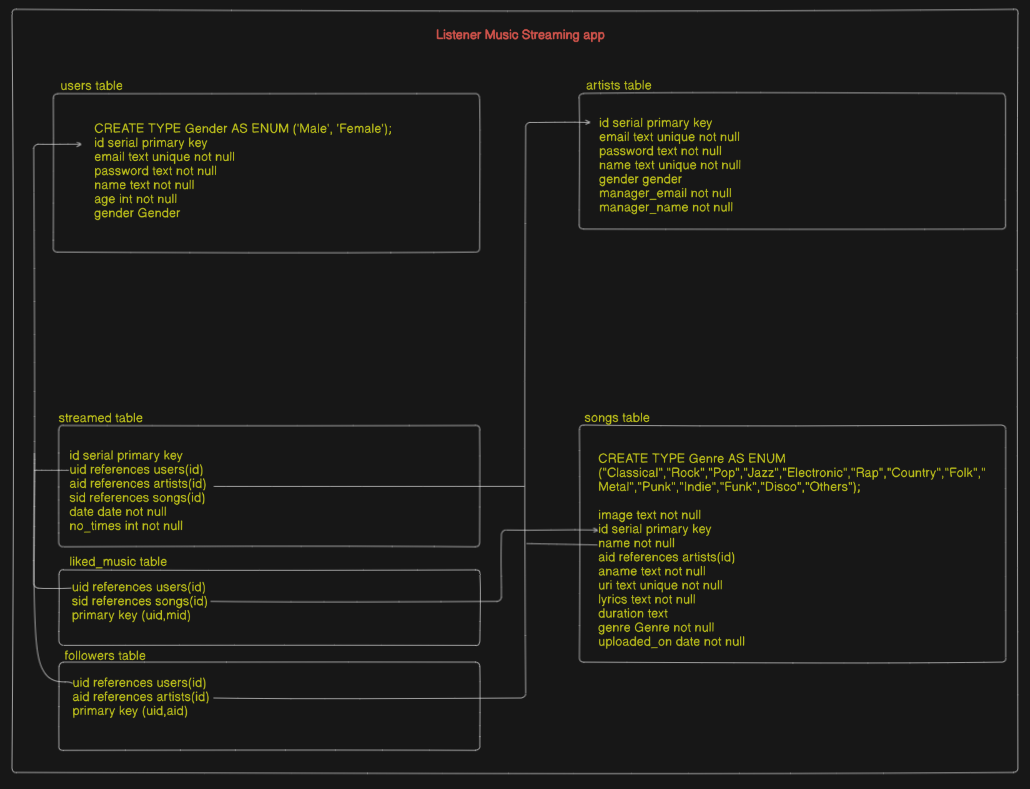 Listener Music Streaming app
users table
CREATE TYPE Gender AS ENUM ('Male', 'Female');
id serial primary key
email text unique not null
password text not null
name text not null
age int not null
gender Gender
artists table
id serial primary key
email text unique not null
password text not null
name text unique not null
gender gender
manager_email not null
manager_name not null
streamed table
id serial primary key
uid references users(id)
aid references artists(id)
sid references songs(id)
date date not null
no_times int not null
liked_music table
uid references users(id)
sid references songs(id)
primary key (uid,mid)
followers table
uid references users(id)
aid references artists(id)
primary key (uid,aid)
songs table
CREATE TYPE Genre AS ENUM
("Classical","Rock","Pop","Jazz","Electronic","Rap","Country","Folk","
Metal","Punk","Indie","Funk","Disco","Others");
image text not null
id serial primary key
name not null
aid references artists(id)
aname text not null
uri text unique not null
lyrics text not null
duration text
genre Genre not null
uploaded_on date not null